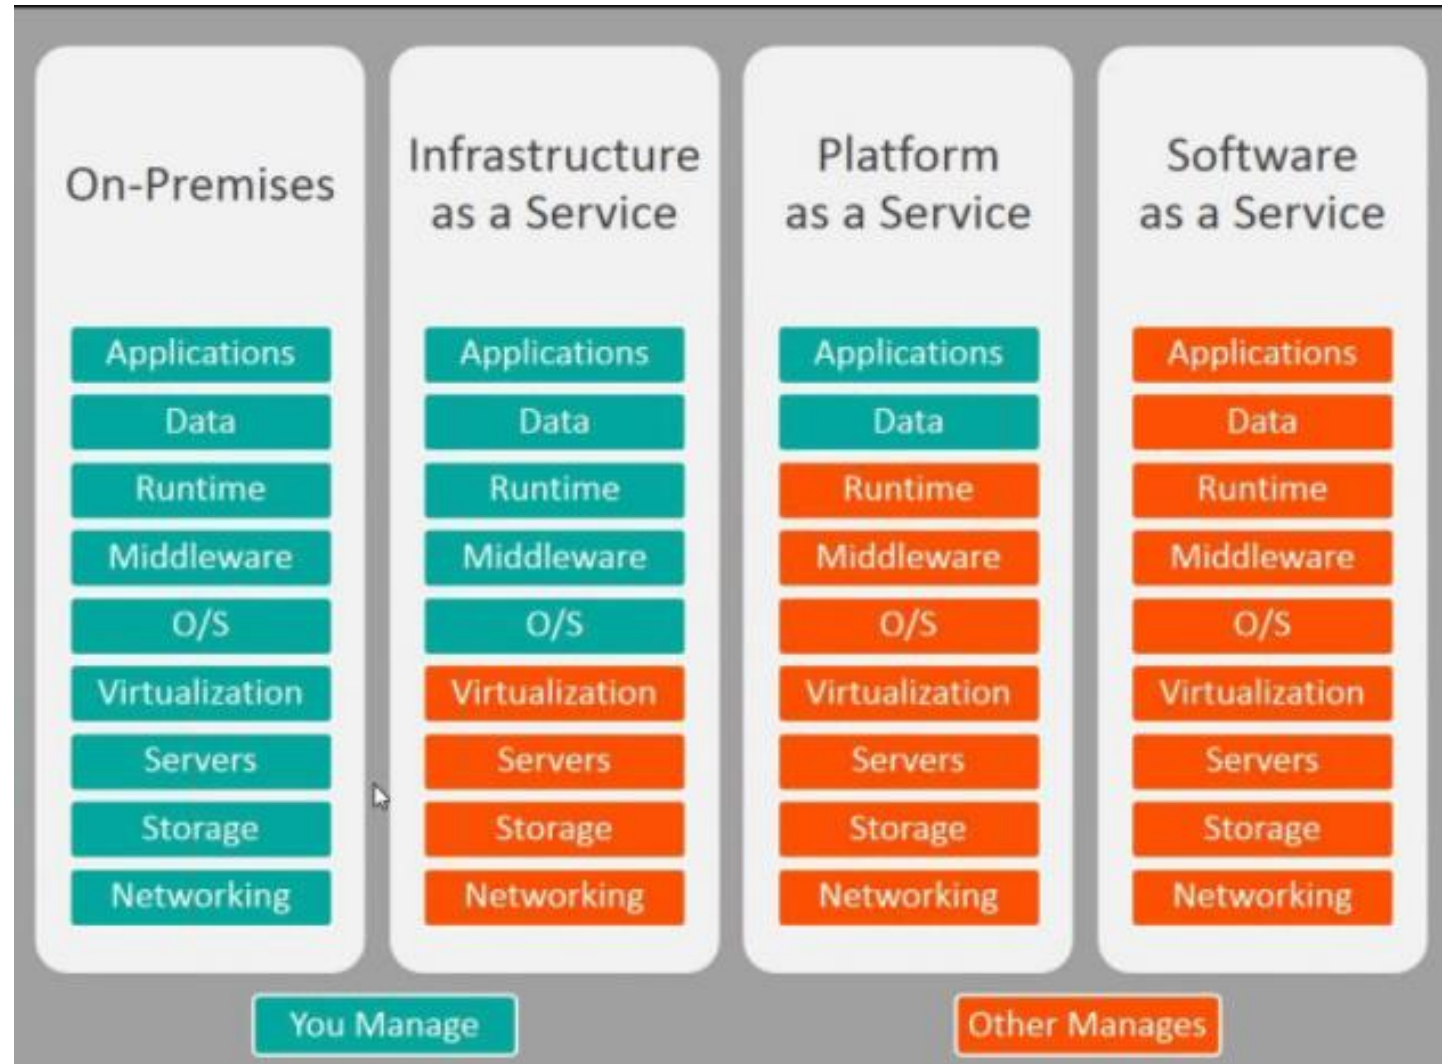 On-Premises
Applications
Data
Runtime
Middleware
O/S
Virtualization
Servers
Storage
Networking
Infrastructure
as a Service
Applications
Data
Runtime
Middleware
O/S
Virtualization
Servers
Storage
Networking
Platform
as a Service
Applications
Data
Runtime
Middleware
O/S
Virtualization
Servers
Storage
Networking
Software
as a Service
Applications
Data
Runtime
Middleware
O/S
Virtualization
Servers
Storage
Networking
You Manage
Other Manages